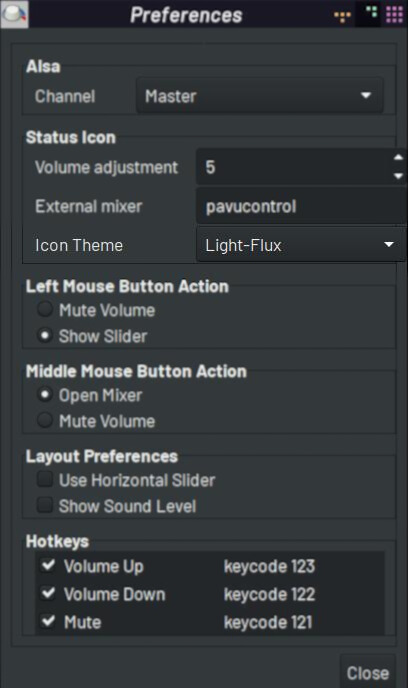 Preferences
Alsa
Channel Master
Status Icon
Volume adjustment 5
External mixer pavucontrol
Icon Theme Light-Flux
Left Mouse Button Action
Mute Volume
Show Slider
Middle Mouse Button Action
Open Mixer
Mute Volume
Layout Preferences
Use Horizontal Slider
Show Sound Level
Hotkeys
Volume Up keycode 123
Volume Down keycode 122
Mute keycode 121
Close